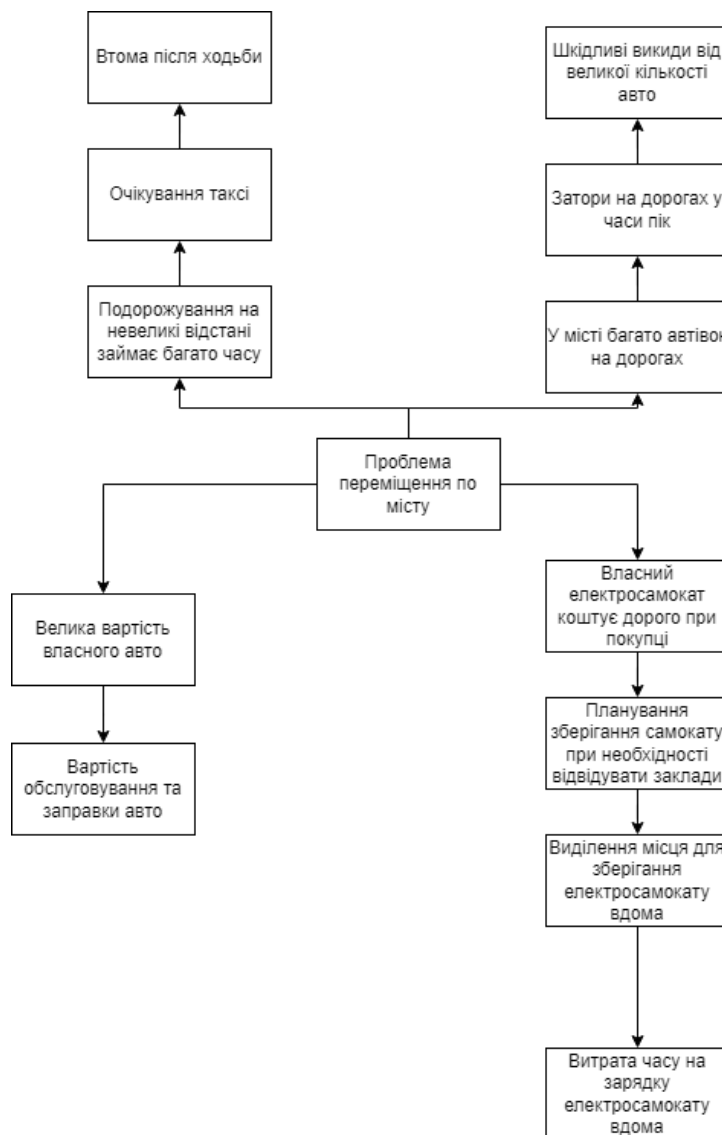 Втома після ходьби
Шкідливі викиди від
великої кількості
авто
Очікування таксі
Затори на дорогах у
часи пік
Подорожування на
невеликі відстані
займає багато часу
У місті багато автівок
на дорогах
Проблема
переміщення по
місту
Велика вартість
власного авто
Власний
електросамокат
коштує дорого при
покупці
Планування
зберігання самокату
при необхідності
відвідувати заклади
Вартість
обслуговування та
заправки авто
Виділення місця для
зберігання
електросамокату
вдома
Витрата часу на
зарядку
електросамокату
вдома